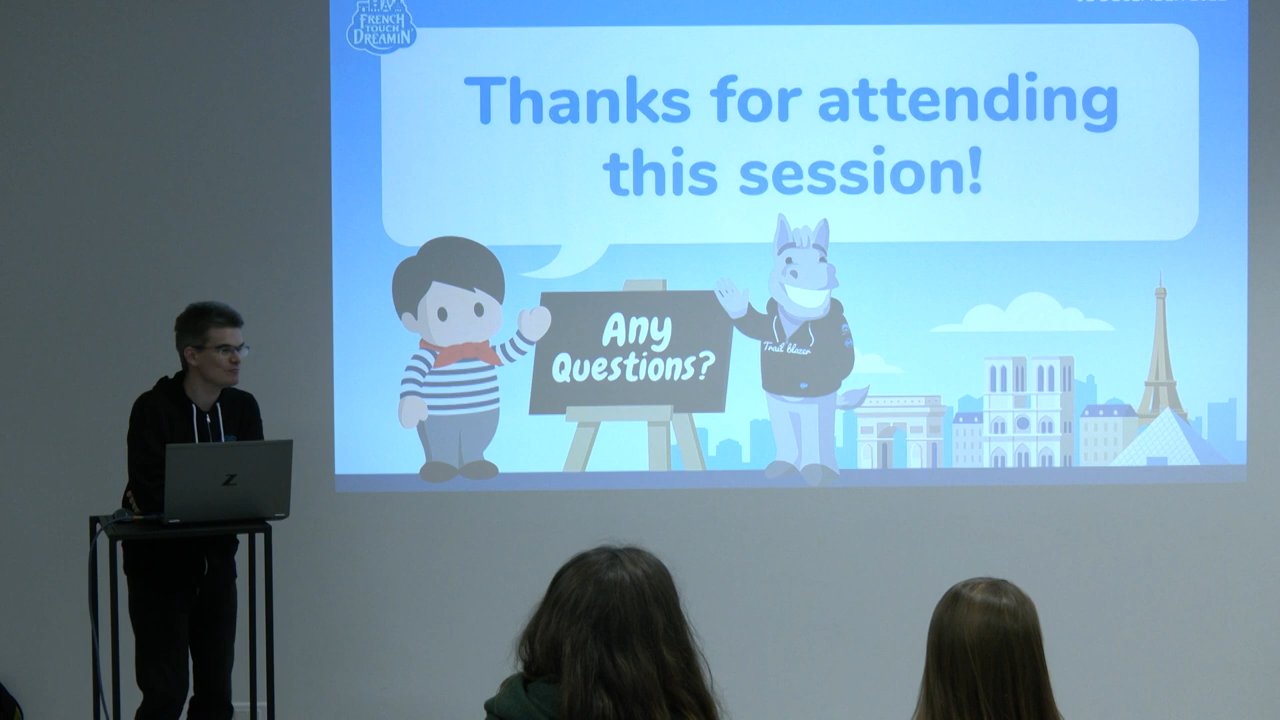 FRENCH
TOUCH
DREAMIN'
Thanks for attending
this session!
Any
Questions?
Trail blazer
Z